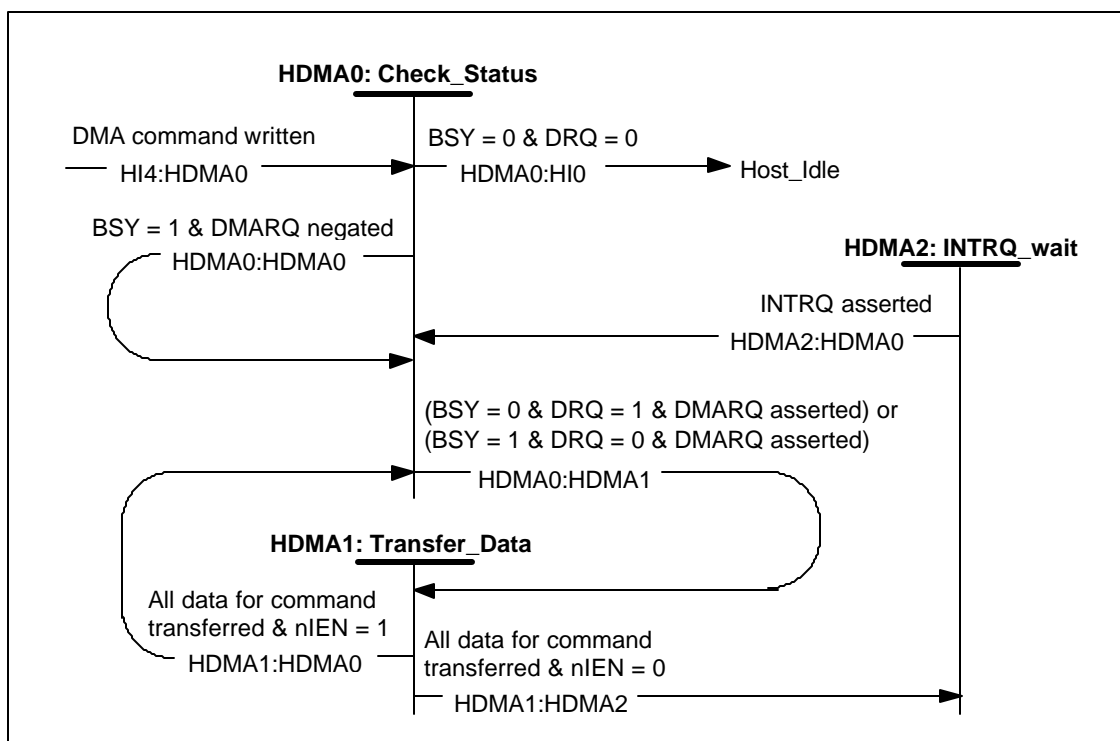 HDMA0: Check_Status
DMA command written
HI4:HDMA0
BSY = 0 & DRQ = 0
HDMA0:HI0
Host_Idle
BSY = 1 & DMARQ negated
HDMA0:HDMA0
HDMA2: INTRQ_wait
INTRQ asserted
HDMA2:HDMA0
(BSY = 0 & DRQ = 1 & DMARQ asserted) or
(BSY = 1 & DRQ = 0 & DMARQ asserted)
HDMA0:HDMA1
HDMA1: Transfer_Data
All data for command
transferred & nIEN = 1
HDMA1:HDMA0
All data for command
transferred & nIEN = 0
HDMA1:HDMA2